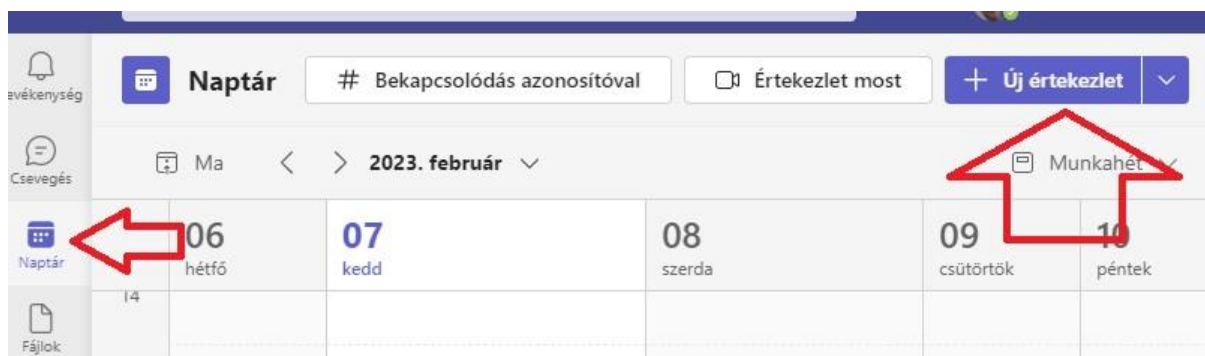 evékenység
Csevegés
Naptár
Fájlok
Naptár
# Bekapcsolódás azonosítóval
Értekezlet most
+ Új értekezlet
Ma
2023. február
Munkahét
06
hétfő
07
kedd
08
szerda
09
csütörtök
10
péntek
14